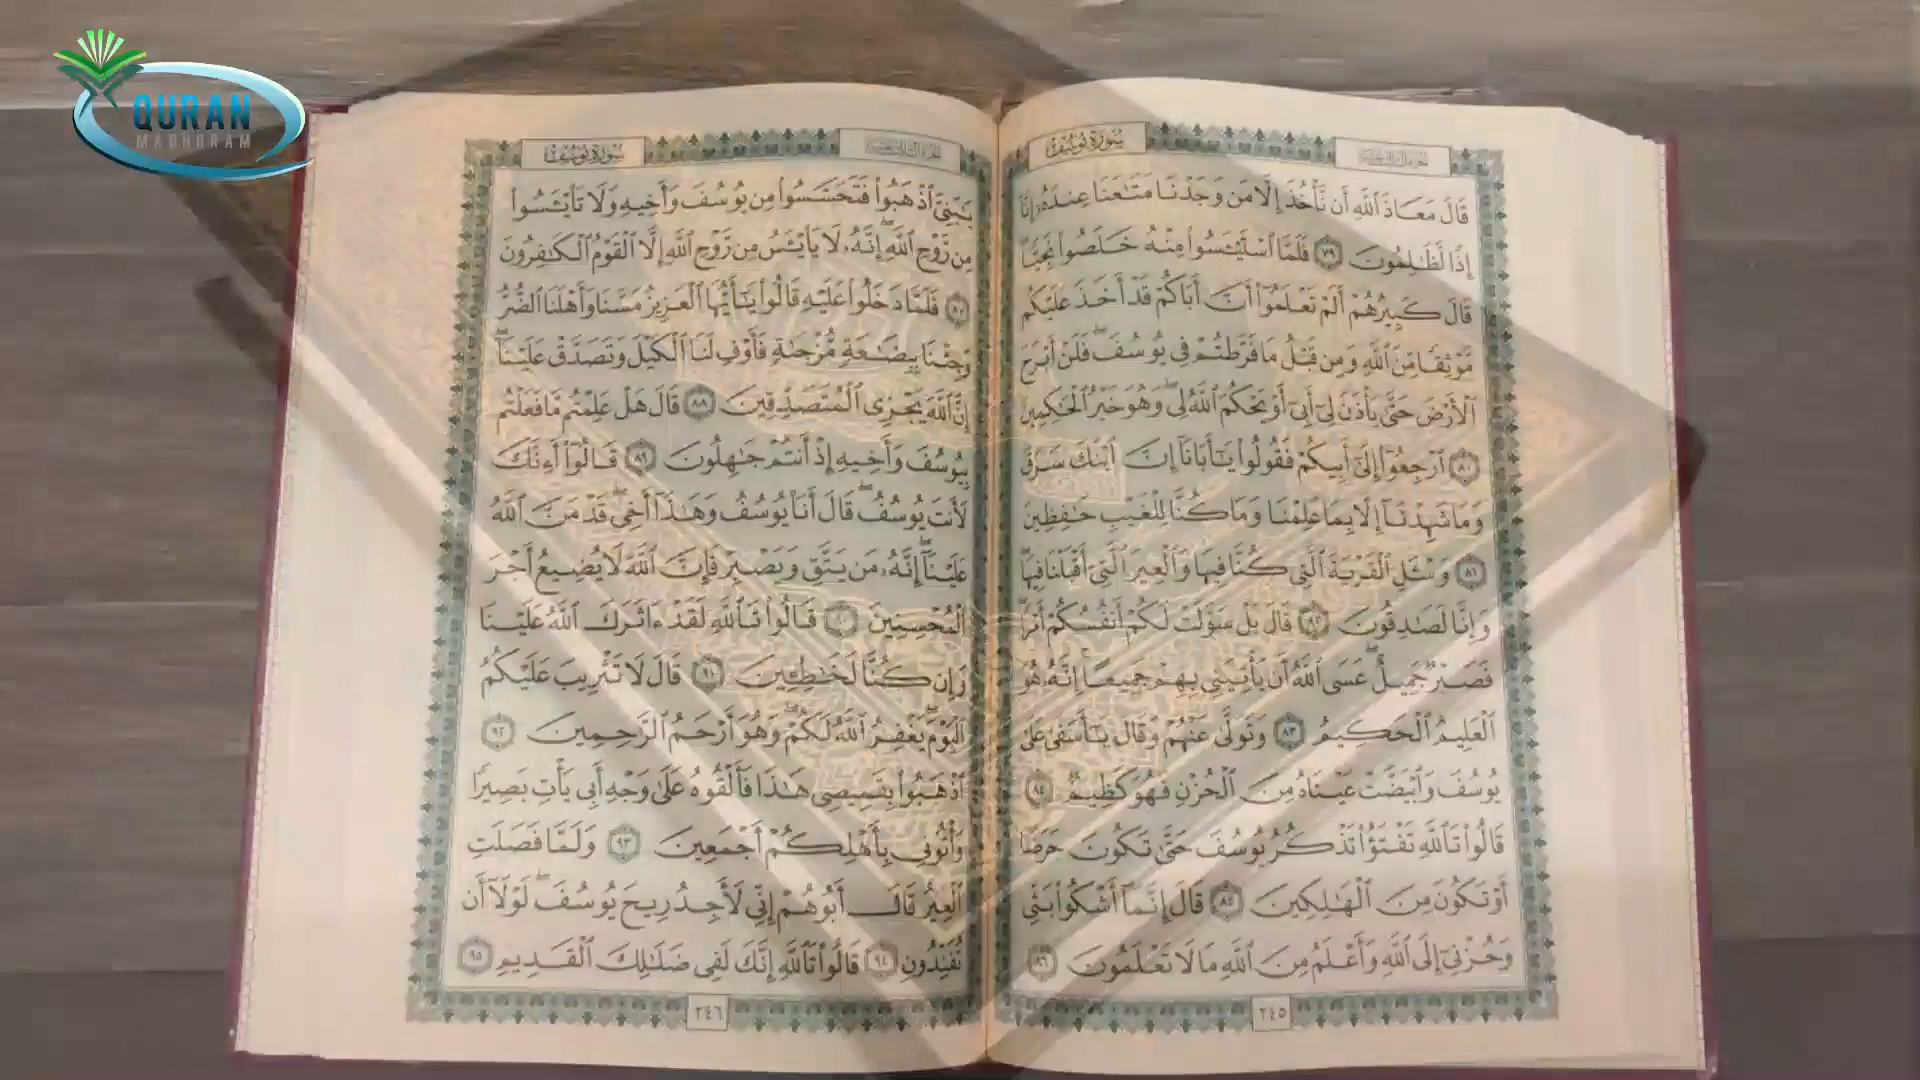 QURAN
MADHURAM
سورة يوسف
قَالَ مَعَاذَ ٱللَّهِ أَن نَّأْخُذَ إِلَّا مَن وَجَدْنَا مَتَـٰعَنَا عِندَهُۥٓ إِنَّآ
إِذًا لَّظَـٰلِمُونَ ٧٩ فَلَمَّا ٱسْتَيْـَٔسُوا۟ مِنْهُ خَلَصُوا۟ نَجِيًّا
قَالَ كَبِيرُهُمْ أَلَمْ تَعْلَمُوٓا۟ أَنَّ أَبَاكُمْ قَدْ أَخَذَ عَلَيْكُم
مَّوْثِقًا مِّنَ ٱللَّهِ وَمِن قَبْلُ مَا فَرَّطتُمْ فِى يُوسُفَ ۖ فَلَنْ أَبْرَحَ
ٱلْأَرْضَ حَتَّىٰ يَأْذَنَ لِىٓ أَبِىٓ أَوْ يَحْكُمَ ٱللَّهُ لِى ۖ وَهُوَ خَيْرُ ٱلْحَـٰكِمِينَ
٨٠ ٱرْجِعُوٓا۟ إِلَىٰٓ أَبِيكُمْ فَقُولُوا۟ يَـٰٓأَبَانَآ إِنَّ ٱبْنَكَ سَرَقَ
وَمَا شَهِدْنَآ إِلَّا بِمَا عَلِمْنَا وَمَا كُنَّا لِلْغَيْبِ حَـٰفِظِينَ
٨١ وَسْـَٔلِ ٱلْقَرْيَةَ ٱلَّتِى كُنَّا فِيهَا وَٱلْعِيرَ ٱلَّتِىٓ أَقْبَلْنَا فِيهَا ۖ
وَإِنَّا لَصَـٰدِقُونَ ٨٢ قَالَ بَلْ سَوَّلَتْ لَكُمْ أَنفُسُكُمْ أَمْرًا ۖ
فَصَبْرٌ جَمِيلٌ ۖ عَسَى ٱللَّهُ أَن يَأْتِيَنِى بِهِمْ جَمِيعًا ۚ إِنَّهُۥ هُوَ
ٱلْعَلِيمُ ٱلْحَكِيمُ ٨٣ وَتَوَلَّىٰ عَنْهُمْ وَقَالَ يَـٰٓأَسَفَىٰ عَلَىٰ
يُوسُفَ وَٱبْيَضَّتْ عَيْنَاهُ مِنَ ٱلْحُزْنِ فَهُوَ كَظِيمٌ ٨٤
قَالُوا۟ تَٱللَّهِ تَفْتَؤُا۟ تَذْكُرُ يُوسُفَ حَتَّىٰ تَكُونَ حَرَضًا
أَوْ تَكُونَ مِنَ ٱلْهَـٰلِكِينَ ٨٥ قَالَ إِنَّمَآ أَشْكُوا۟ بَثِّى
وَحُزْنِىٓ إِلَى ٱللَّهِ وَأَعْلَمُ مِنَ ٱللَّهِ مَا لَا تَعْلَمُونَ ٨٦
٢٤٥
سورة يوسف
يَـٰبَنِىَّ ٱذْهَبُوا۟ فَتَحَسَّسُوا۟ مِن يُوسُفَ وَأَخِيهِ وَلَا تَا۟يْـَٔسُوا۟
مِن رَّوْحِ ٱللَّهِ ۖ إِنَّهُۥ لَا يَا۟يْـَٔسُ مِن رَّوْحِ ٱللَّهِ إِلَّا ٱلْقَوْمُ ٱلْكَـٰفِرُونَ
٨٧ فَلَمَّا دَخَلُوا۟ عَلَيْهِ قَالُوا۟ يَـٰٓأَيُّهَا ٱلْعَزِيزُ مَسَّنَا وَأَهْلَنَا ٱلضُّرُّ
وَجِئْنَا بِبِضَـٰعَةٍ مُّزْجَىٰةٍ فَأَوْفِ لَنَا ٱلْكَيْلَ وَتَصَدَّقْ عَلَيْنَآ ۖ
إِنَّ ٱللَّهَ يَجْزِى ٱلْمُتَصَدِّقِينَ ٨٨ قَالَ هَلْ عَلِمْتُم مَّا فَعَلْتُم
بِيُوسُفَ وَأَخِيهِ إِذْ أَنتُمْ جَـٰهِلُونَ ٨٩ قَالُوٓا۟ أَءِنَّكَ
لَأَنتَ يُوسُفُ ۖ قَالَ أَنَا۠ يُوسُفُ وَهَـٰذَآ أَخِى ۖ قَدْ مَنَّ ٱللَّهُ
عَلَيْنَآ ۖ إِنَّهُۥ مَن يَتَّقِ وَيَصْبِرْ فَإِنَّ ٱللَّهَ لَا يُضِيعُ أَجْرَ
ٱلْمُحْسِنِينَ ٩٠ قَالُوا۟ تَٱللَّهِ لَقَدْ ءَاثَرَكَ ٱللَّهُ عَلَيْنَا
وَإِن كُنَّا لَخَـٰطِـِٔينَ ٩١ قَالَ لَا تَثْرِيبَ عَلَيْكُمُ
ٱلْيَوْمَ ۖ يَغْفِرُ ٱللَّهُ لَكُمْ ۖ وَهُوَ أَرْحَمُ ٱلرَّٰحِمِينَ ٩٢
ٱذْهَبُوا۟ بِقَمِيصِى هَـٰذَا فَأَلْقُوهُ عَلَىٰ وَجْهِ أَبِى يَأْتِ بَصِيرًا
وَأْتُونِى بِأَهْلِكُمْ أَجْمَعِينَ ٩٣ وَلَمَّا فَصَلَتِ
ٱلْعِيرُ قَالَ أَبُوهُمْ إِنِّى لَأَجِدُ رِيحَ يُوسُفَ ۖ لَوْلَآ أَن
تُفَنِّدُونِ ٩٤ قَالُوا۟ تَٱللَّهِ إِنَّكَ لَفِى ضَلَـٰلِكَ ٱلْقَدِيمِ ٩٥
٢٤٦